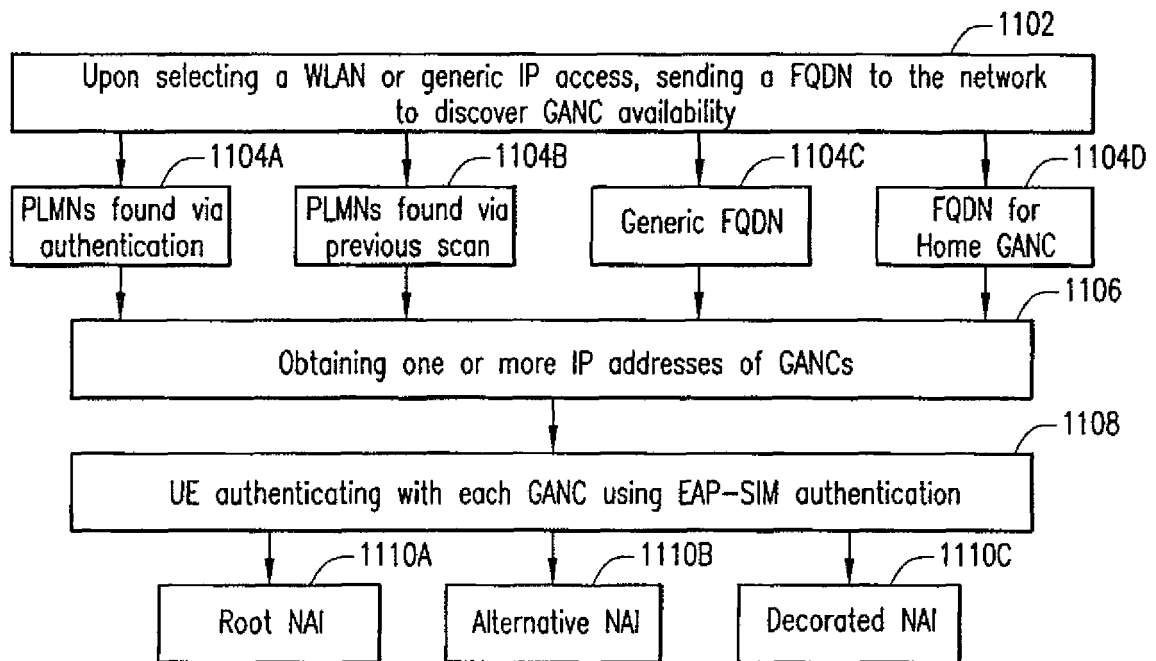 1102
Upon selecting a WLAN or generic IP access, sending a FQDN to the network
to discover GANC availability
1104A
1104B
1104C
1104D
PLMNs found via
authentication
PLMNs found via
previous scan
Generic FQDN
FQDN for
Home GANC
1106
Obtaining one or more IP addresses of GANCs
1108
UE authenticating with each GANC using EAP-SIM authentication
1110A
1110B
1110C
Root NAI
Alternative NAI
Decorated NAI